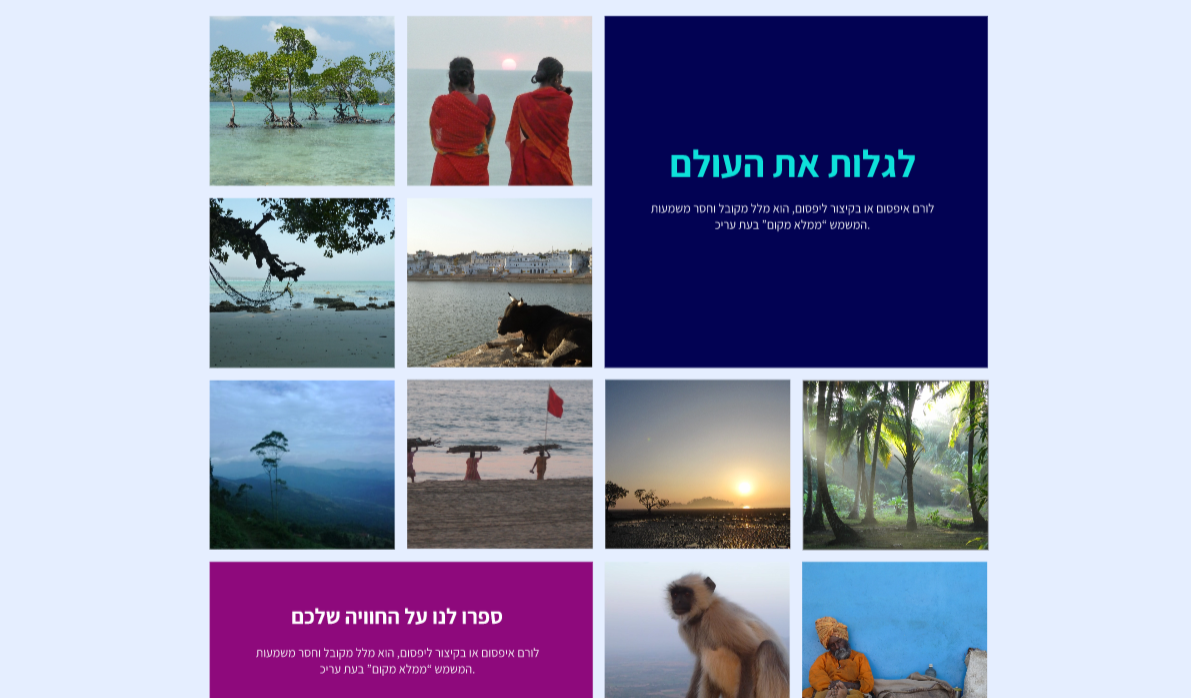 לגלות את העולם
לורם איפסום או בקיצור ליפסום, הוא מלל מקובל וחסר משמעות
המשמש "ממלא מקום" בעת עריכ.
ספרו לנו על החוויה שלכם
לורם איפסום או בקיצור ליפסום, הוא מלל מקובל וחסר משמעות
המשמש "ממלא מקום" בעת עריכ.